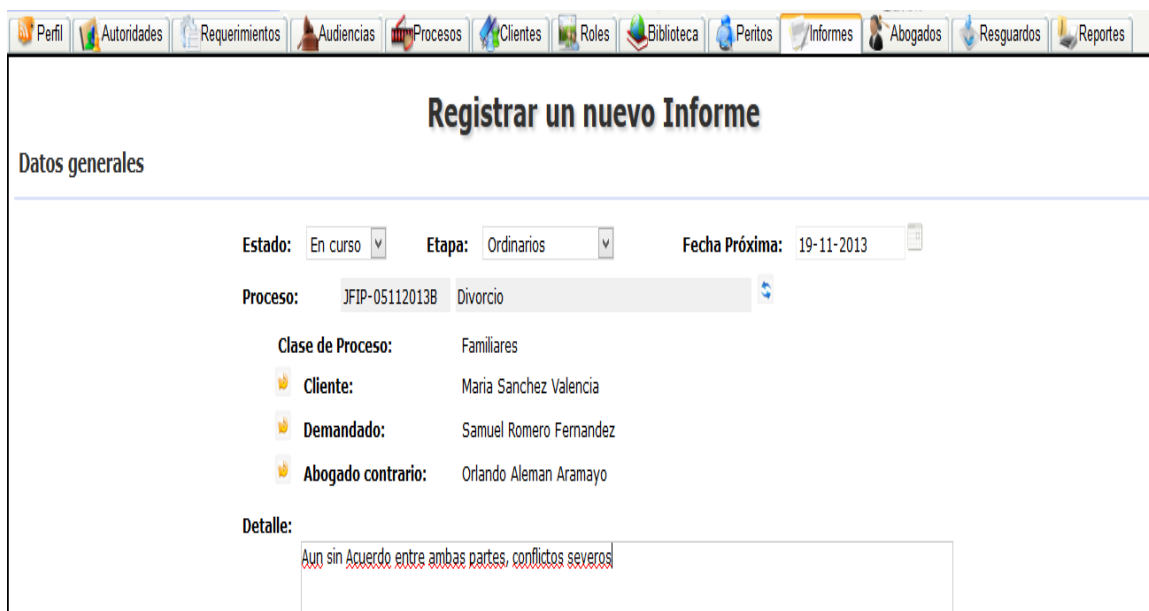 Perfil Autoridades Requerimientos Audiencias Procesos Clientes Roles Biblioteca Peritos Informes Abogados Resguardos Reportes
Registrar un nuevo Informe
Datos generales
Estado: En curso Etapa: Ordinarios Fecha Próxima: 19-11-2013
Proceso: JFIP-05112013B Divorcio
Clase de Proceso: Familiares
Cliente: Maria Sanchez Valencia
Demandado: Samuel Romero Fernandez
Abogado contrario: Orlando Aleman Aramayo
Detalle:
Aun sin Acuerdo entre ambas partes, conflictos severos